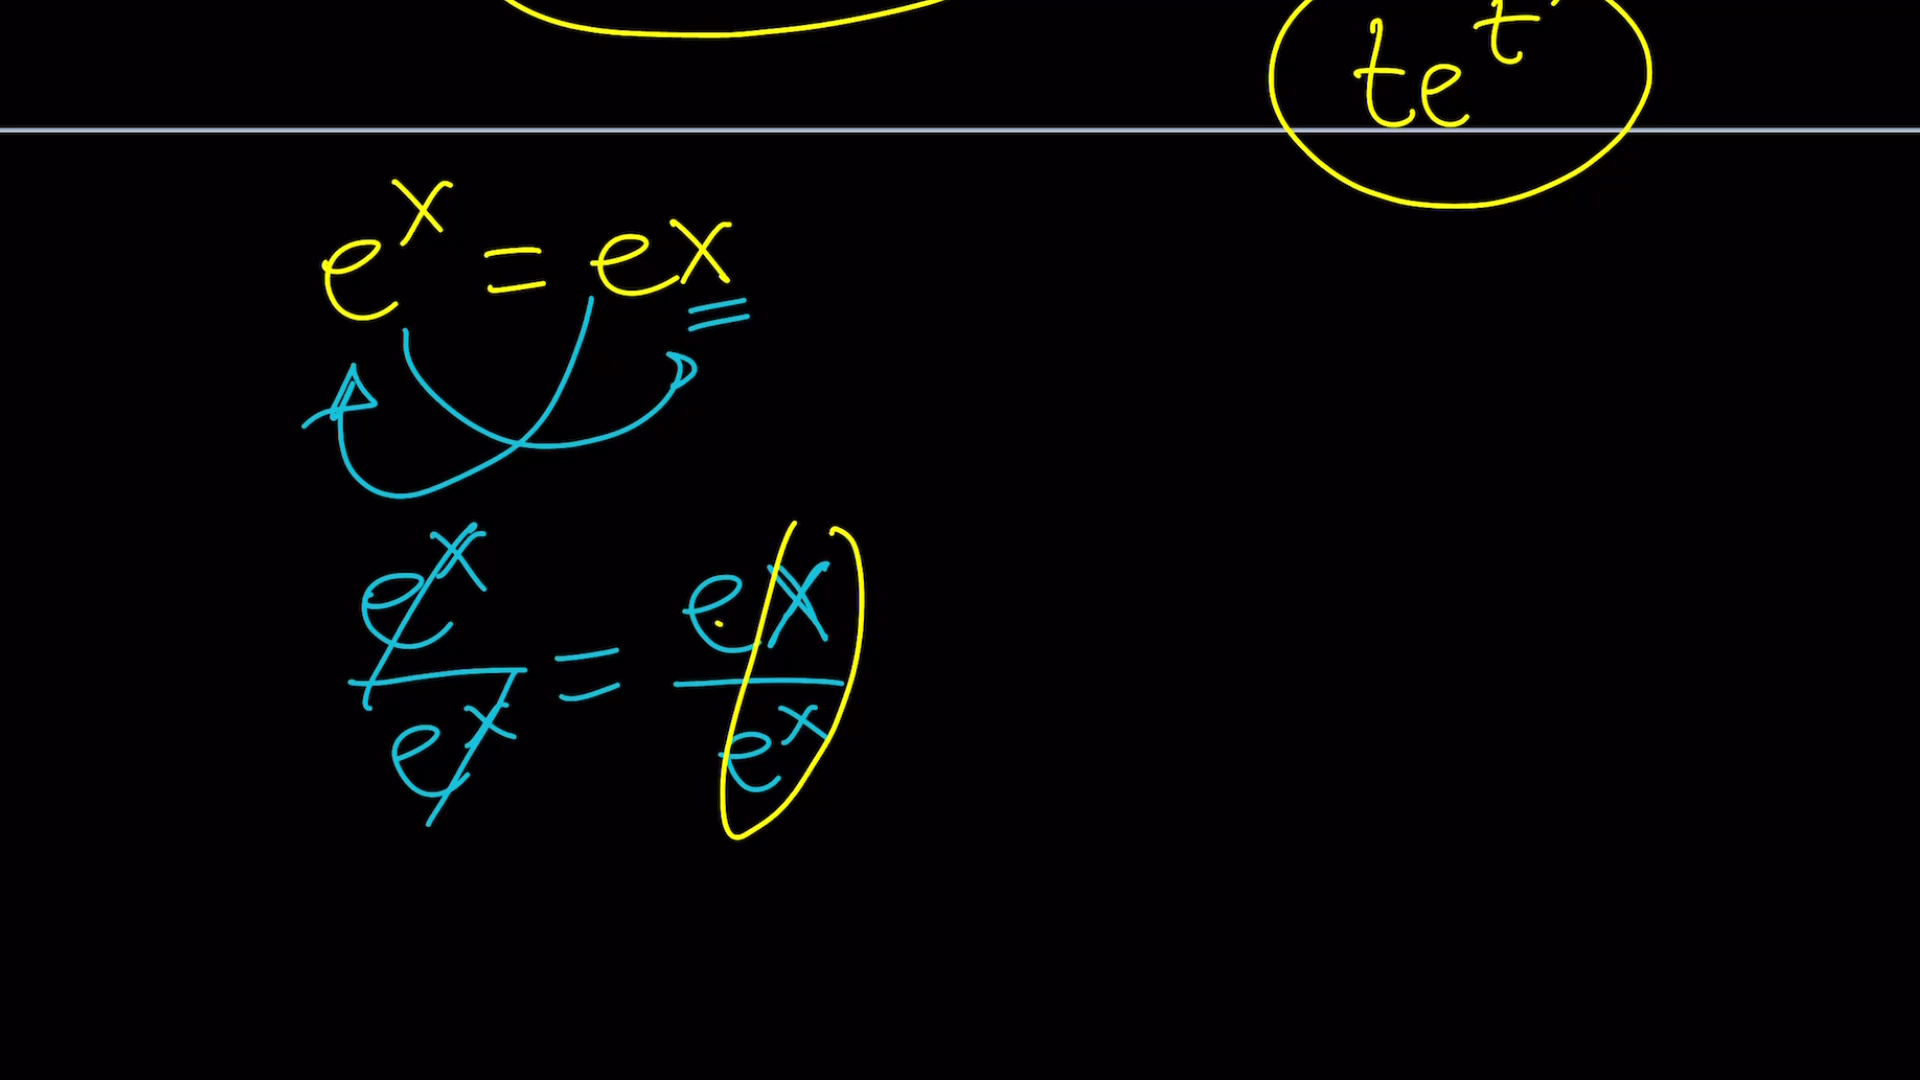 te^t
e^x = ex
e^x/e^x = ex/e^x